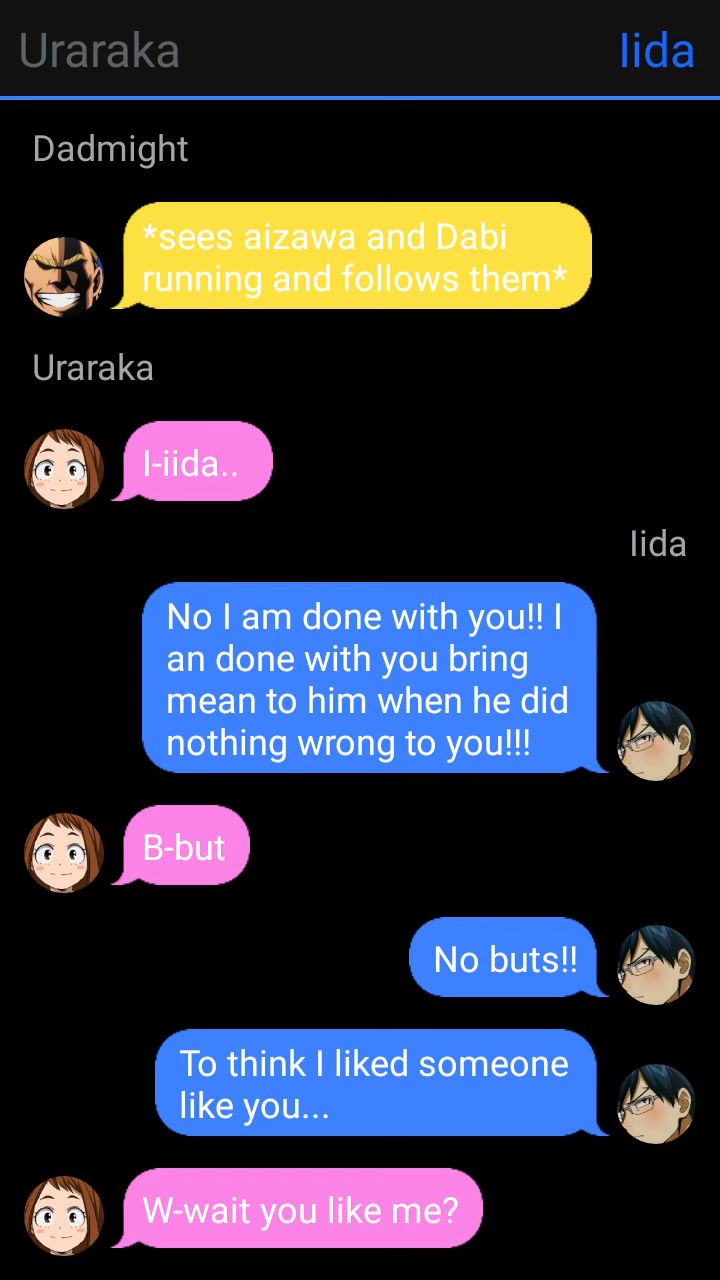 Uraraka
Iida
Dadmight
*sees aizawa and Dabi
running and follows them*
Uraraka
I-iida..
Iida
No I am done with you!! I
an done with you bring
mean to him when he did
nothing wrong to you!!!
B-but
No buts!!
To think I liked someone
like you...
W-wait you like me?